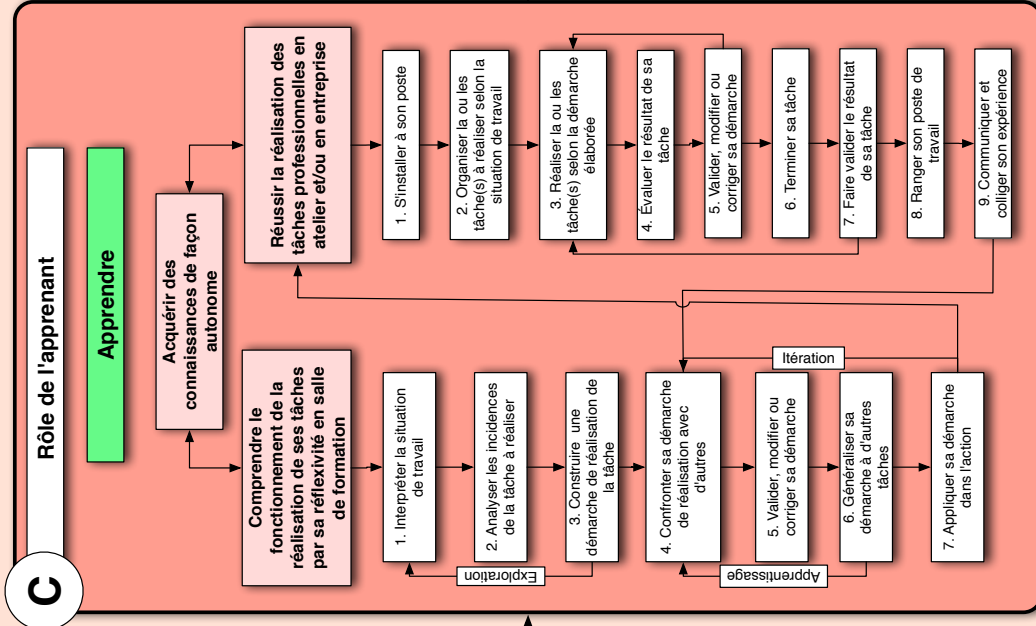 C
Rôle de l'apprenant
Apprendre
Acquérir des
connaissances de façon
autonome
Comprendre le
fonctionnement de la
réalisation de ses tâches
par sa réflexivité en salle
de formation
1. Interpréter la situation
de travail
2. Analyser les incidences
de la tâche à réaliser
3. Construire une
démarche de réalisation de
la tâche
Exploration
4. Confronter sa démarche
de réalisation avec
d'autres
5. Valider, modifier ou
corriger sa démarche
6. Généraliser sa
démarche à d'autres
tâches
Apprentissage
7. Appliquer sa démarche
dans l'action
Itération
Réussir la réalisation des
tâches professionnelles en
atelier et/ou en entreprise
1. S'installer à son poste
2. Organiser la ou les
tâche(s) à réaliser selon la
situation de travail
3. Réaliser la ou les
tâche(s) selon la démarche
élaborée
4. Évaluer le résultat de sa
tâche
5. Valider, modifier ou
corriger sa démarche
6. Terminer sa tâche
7. Faire valider le résultat
de sa tâche
8. Ranger son poste de
travail
9. Communiquer et
colliger son expérience